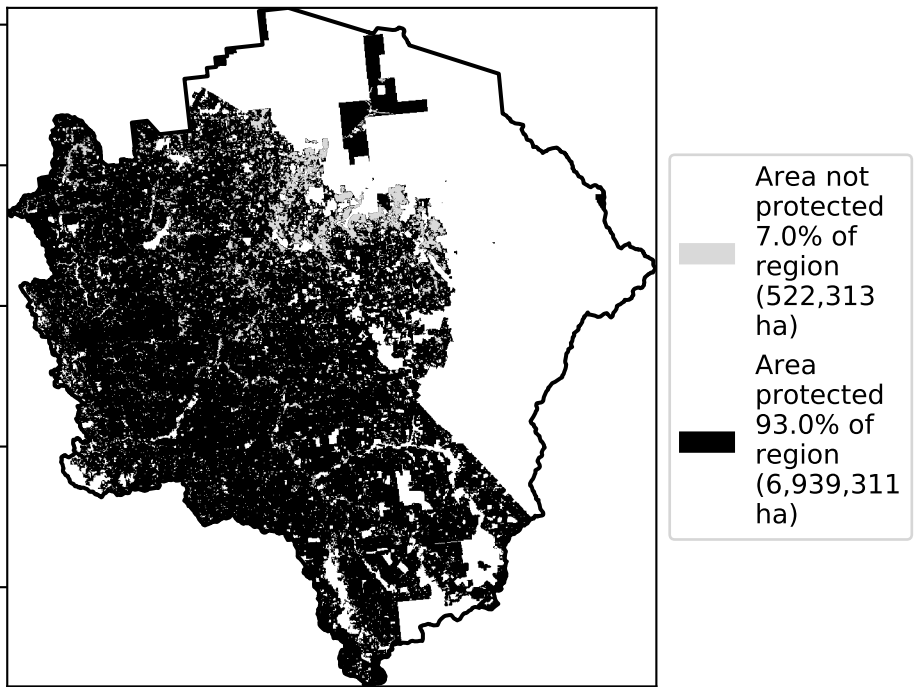 Area not
protected
7.0% of
region
(522,313
ha)
Area
protected
93.0% of
region
(6,939,311
ha)